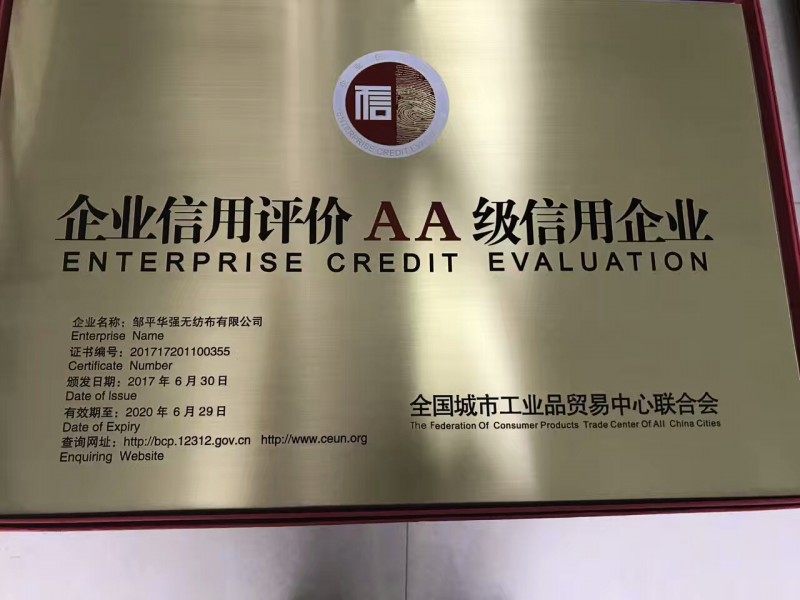 信
ENTERPRISE CREDIT
企业信用评价 AA 级信用企业
ENTERPRISE CREDIT EVALUATION
企业名称：邹平华强无纺布有限公司
Enterprise Name
证书编号：201717201100355
Certificate Number
颁发日期：2017 年 6 月 30 日
Date of Issue
有效期至：2020 年 6 月 29 日
Date of Expiry
查询网址：http://bcp.12312.gov.cn http://www.ceun.org
Enquiring Website
全国城市工业品贸易中心联合会
The Federation Of Consumer Products Trade Center Of All China Cities